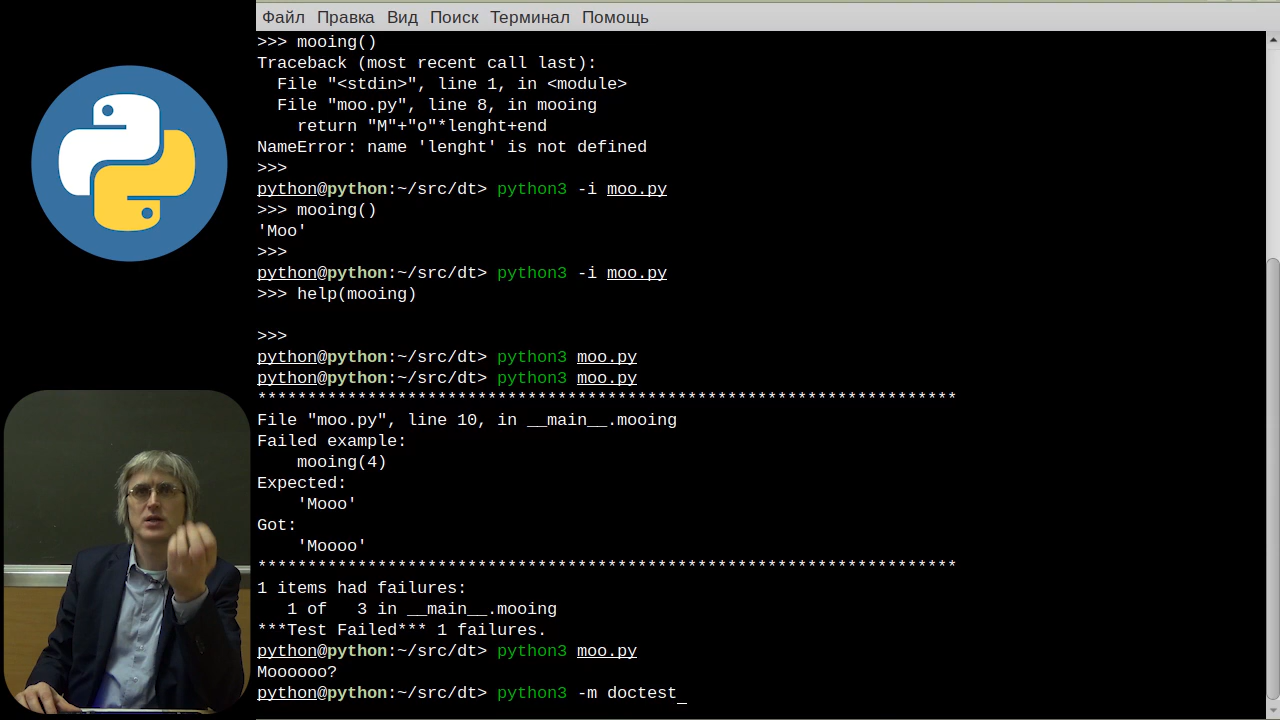 Файл Правка Вид Поиск Терминал Помощь
>>> mooing()
Traceback (most recent call last):
  File "<stdin>", line 1, in <module>
  File "moo.py", line 8, in mooing
    return "M"+"o"*lenght+end
NameError: name 'lenght' is not defined
>>>
python@python:~/src/dt> python3 -i moo.py
>>> mooing()
'Moo'
>>>
python@python:~/src/dt> python3 -i moo.py
>>> help(mooing)
>>>
python@python:~/src/dt> python3 moo.py
python@python:~/src/dt> python3 moo.py
**********************************************************************
File "moo.py", line 10, in __main__.mooing
Failed example:
    mooing(4)
Expected:
    'Mooo'
Got:
    'Moooo'
**********************************************************************
1 items had failures:
   1 of   3 in __main__.mooing
***Test Failed*** 1 failures.
python@python:~/src/dt> python3 moo.py
Moooooo?
python@python:~/src/dt> python3 -m doctest_